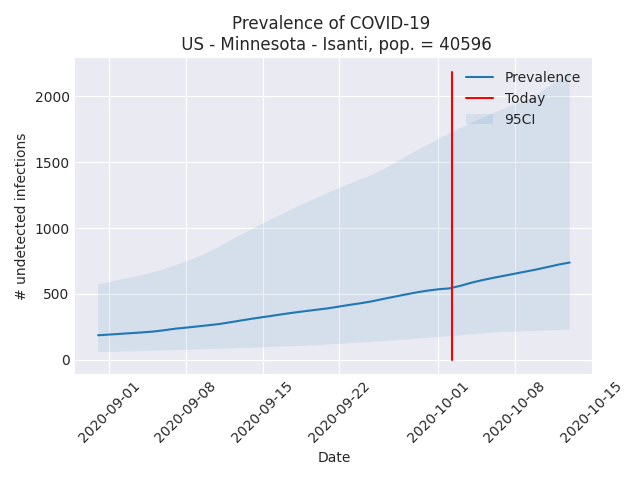 Prevalence of COVID-19
US - Minnesota - Isanti, pop. = 40596
Prevalence
Today
95CI
# undetected infections
2000
1500
1000
500
0
2020-09-01
2020-09-08
2020-09-15
2020-09-22
2020-10-01
2020-10-08
2020-10-15
Date